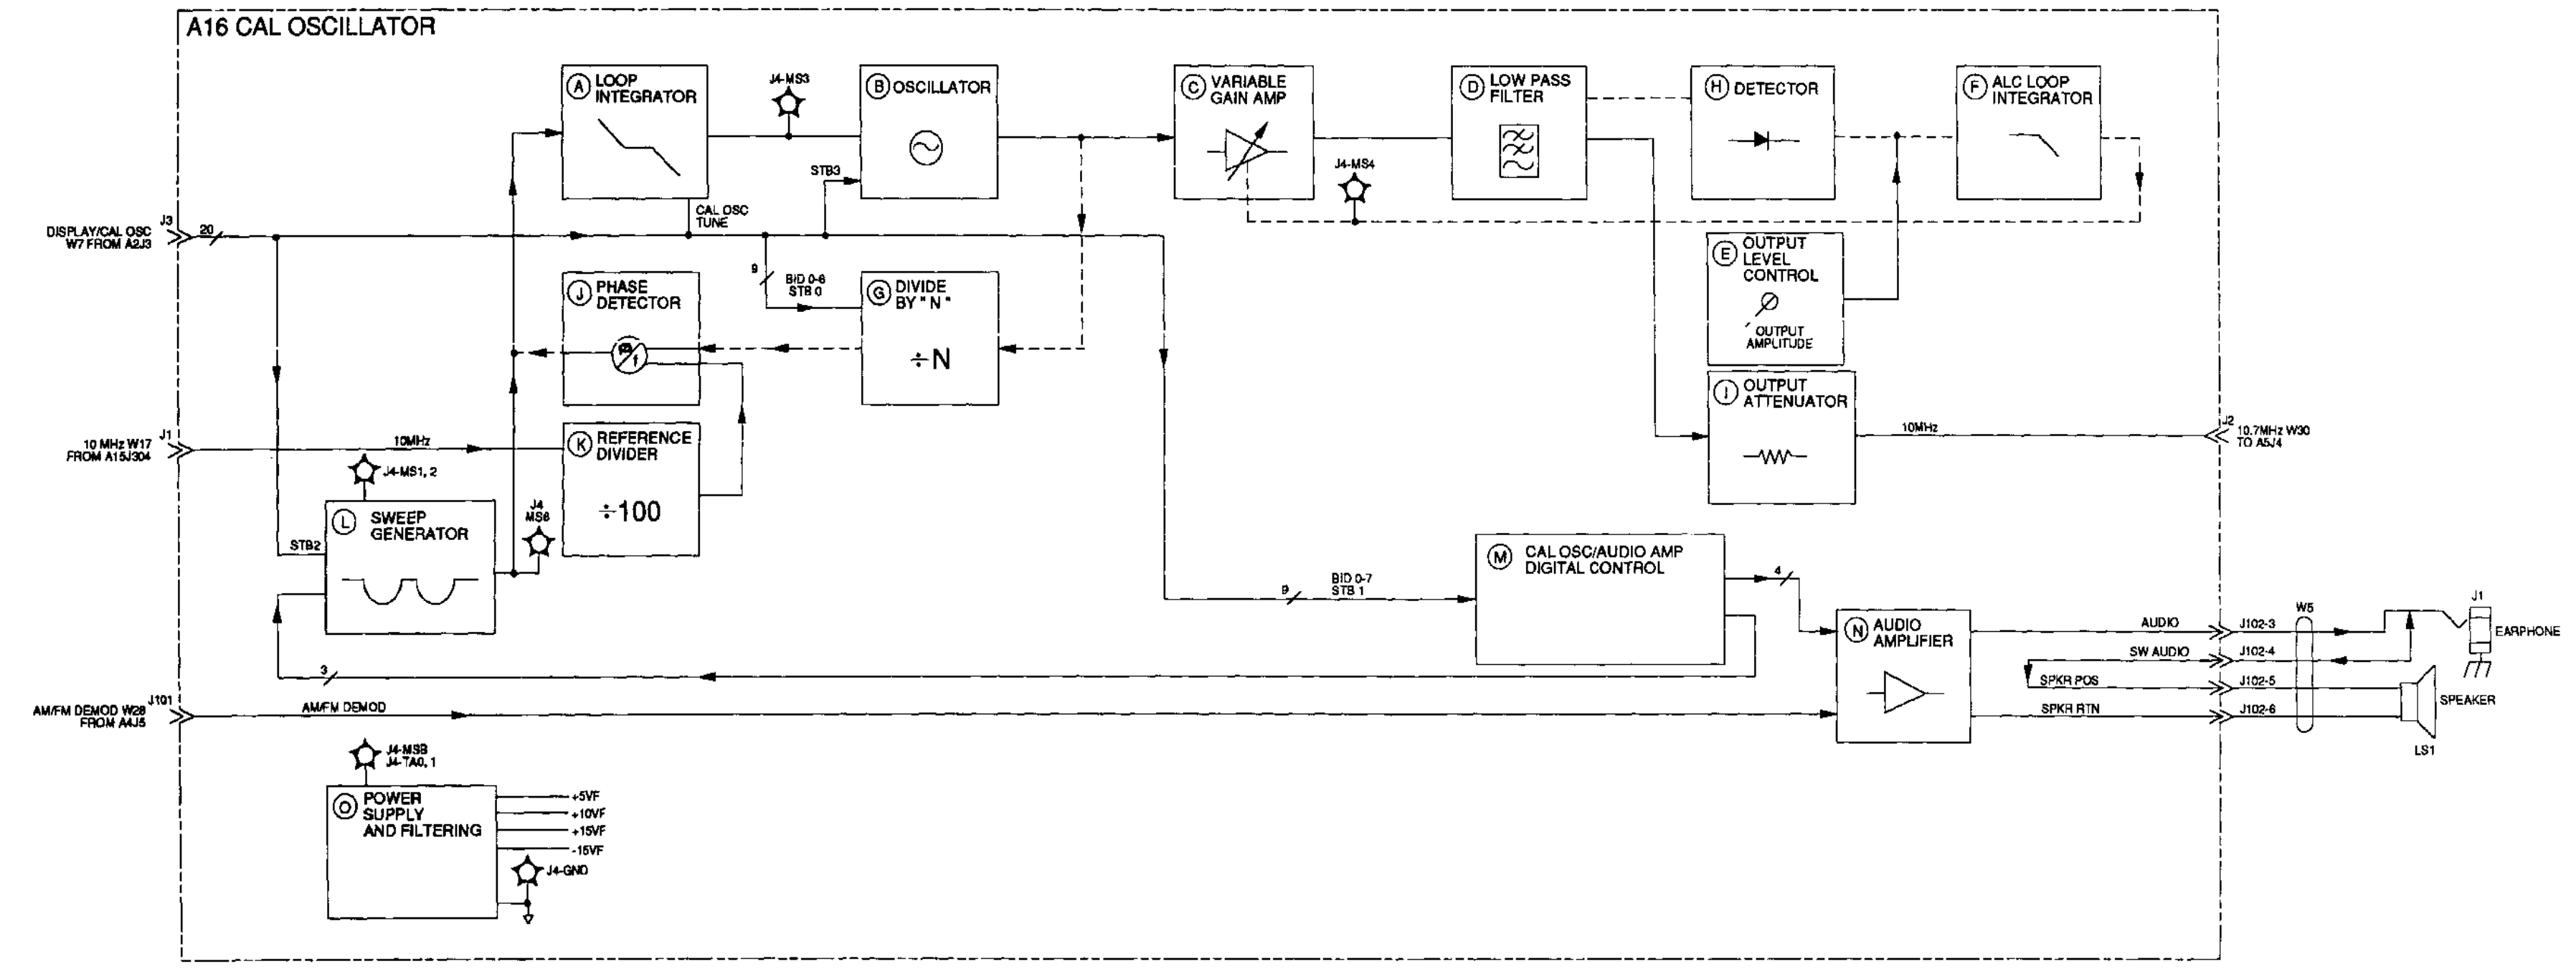 A16 CAL OSCILLATOR
A LOOP
INTEGRATOR
J4-MS3
B OSCILLATOR
C VARIABLE
GAIN AMP
D LOW PASS
FILTER
H DETECTOR
F ALC LOOP
INTEGRATOR
STB3
J4-MS4
CAL OSC
TUNE
DISPLAY/CAL OSC
W7 FROM A2J3
J3
20
9
BID 0-6
STB 0
J PHASE
DETECTOR
f
G DIVIDE
BY "N"
÷N
E OUTPUT
LEVEL
CONTROL
OUTPUT
AMPLITUDE
I OUTPUT
ATTENUATOR
10MHz
J2
10.7MHz W30
TO A5J4
10 MHz W17
FROM A15J304
J1
10MHz
K REFERENCE
DIVIDER
÷100
J4-MS1, 2
L SWEEP
GENERATOR
STB2
J4
MS6
M CAL OSC/AUDIO AMP
DIGITAL CONTROL
9
BID 0-7
STB 1
4
3
N AUDIO
AMPLIFIER
AUDIO
J102-3
SW AUDIO
J102-4
SPKR POS
J102-5
SPKR RTN
J102-6
W5
J1
EARPHONE
SPEAKER
LS1
AM/FM DEMOD W28
FROM A4J5
J101
AM/FM DEMOD
J4-MS8
J4-TA0, 1
O POWER
SUPPLY
AND FILTERING
+5VF
+10VF
+15VF
-15VF
J4-GND